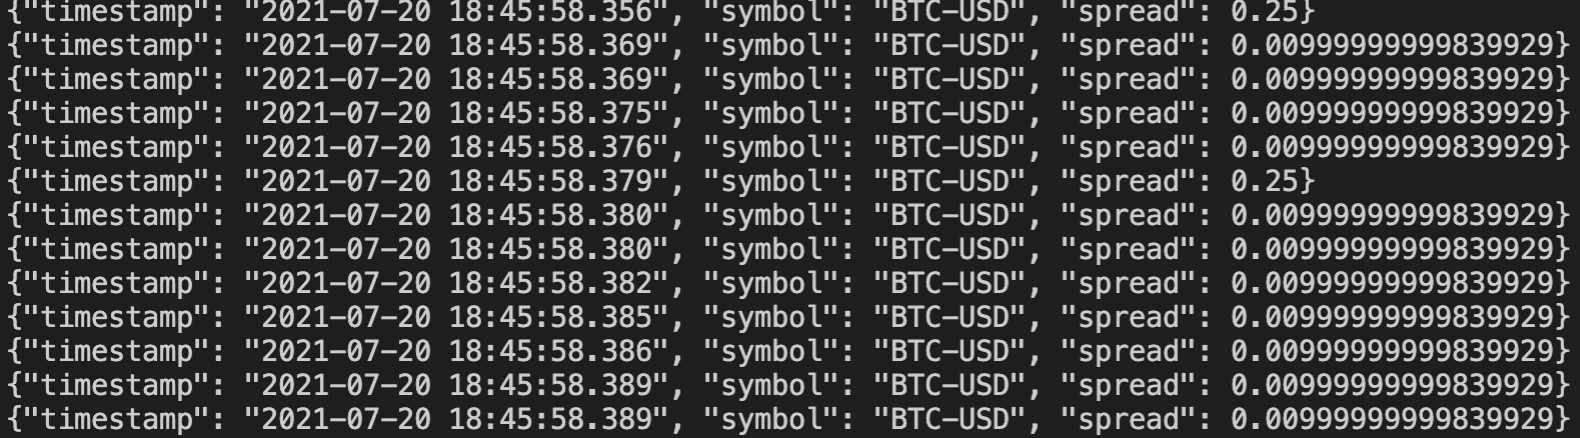 {"timestamp": "2021-07-20 18:45:58.356", "symbol": "BTC-USD", "spread": 0.25}
{"timestamp": "2021-07-20 18:45:58.369", "symbol": "BTC-USD", "spread": 0.00999999999839929}
{"timestamp": "2021-07-20 18:45:58.369", "symbol": "BTC-USD", "spread": 0.00999999999839929}
{"timestamp": "2021-07-20 18:45:58.375", "symbol": "BTC-USD", "spread": 0.00999999999839929}
{"timestamp": "2021-07-20 18:45:58.376", "symbol": "BTC-USD", "spread": 0.00999999999839929}
{"timestamp": "2021-07-20 18:45:58.379", "symbol": "BTC-USD", "spread": 0.25}
{"timestamp": "2021-07-20 18:45:58.380", "symbol": "BTC-USD", "spread": 0.00999999999839929}
{"timestamp": "2021-07-20 18:45:58.380", "symbol": "BTC-USD", "spread": 0.00999999999839929}
{"timestamp": "2021-07-20 18:45:58.382", "symbol": "BTC-USD", "spread": 0.00999999999839929}
{"timestamp": "2021-07-20 18:45:58.385", "symbol": "BTC-USD", "spread": 0.00999999999839929}
{"timestamp": "2021-07-20 18:45:58.386", "symbol": "BTC-USD", "spread": 0.00999999999839929}
{"timestamp": "2021-07-20 18:45:58.389", "symbol": "BTC-USD", "spread": 0.00999999999839929}
{"timestamp": "2021-07-20 18:45:58.389", "symbol": "BTC-USD", "spread": 0.00999999999839929}